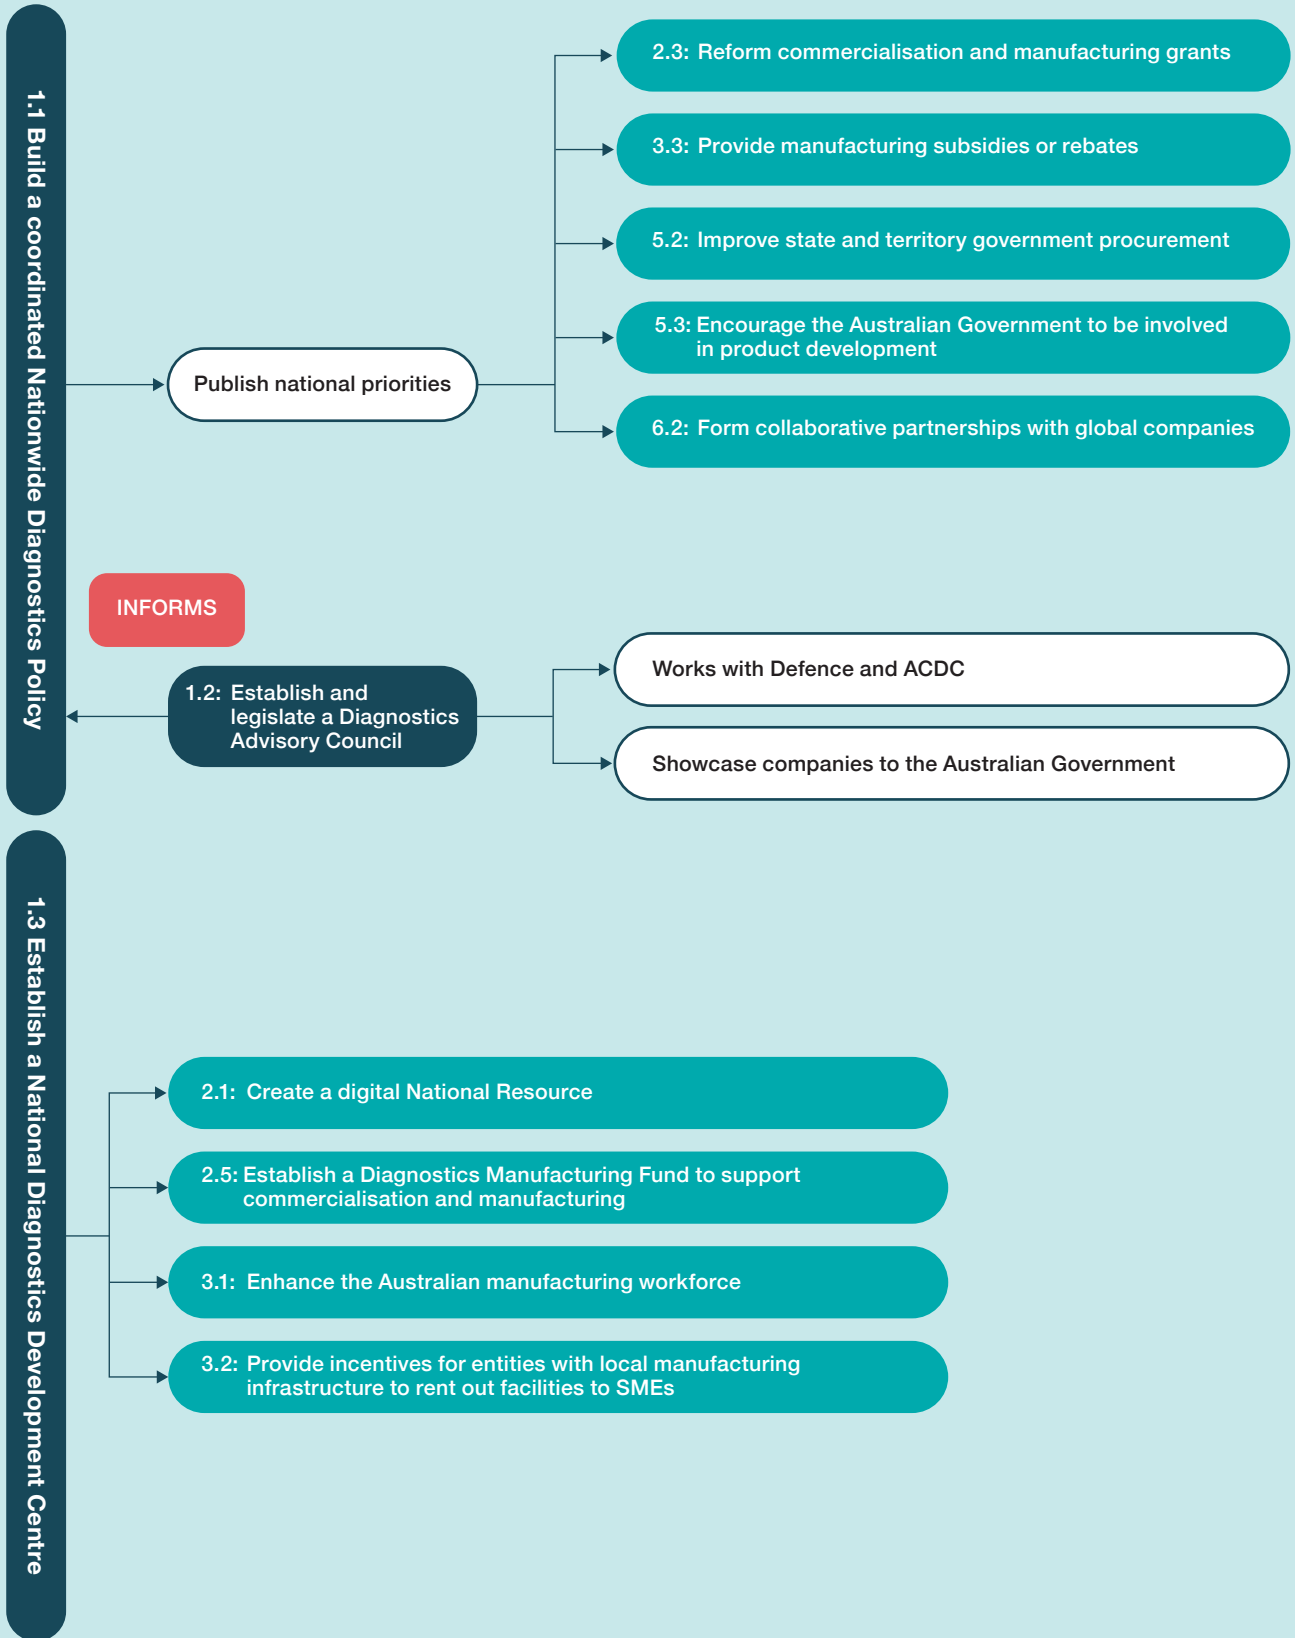 1.1 Build a coordinated Nationwide Diagnostics Policy
Publish national priorities
2.3: Reform commercialisation and manufacturing grants
3.3: Provide manufacturing subsidies or rebates
5.2: Improve state and territory government procurement
5.3: Encourage the Australian Government to be involved
in product development
6.2: Form collaborative partnerships with global companies
INFORMS
1.2: Establish and
legislate a Diagnostics
Advisory Council
Works with Defence and ACDC
Showcase companies to the Australian Government
1.3 Establish a National Diagnostics Development Centre
2.1: Create a digital National Resource
2.5: Establish a Diagnostics Manufacturing Fund to support
commercialisation and manufacturing
3.1: Enhance the Australian manufacturing workforce
3.2: Provide incentives for entities with local manufacturing
infrastructure to rent out facilities to SMEs